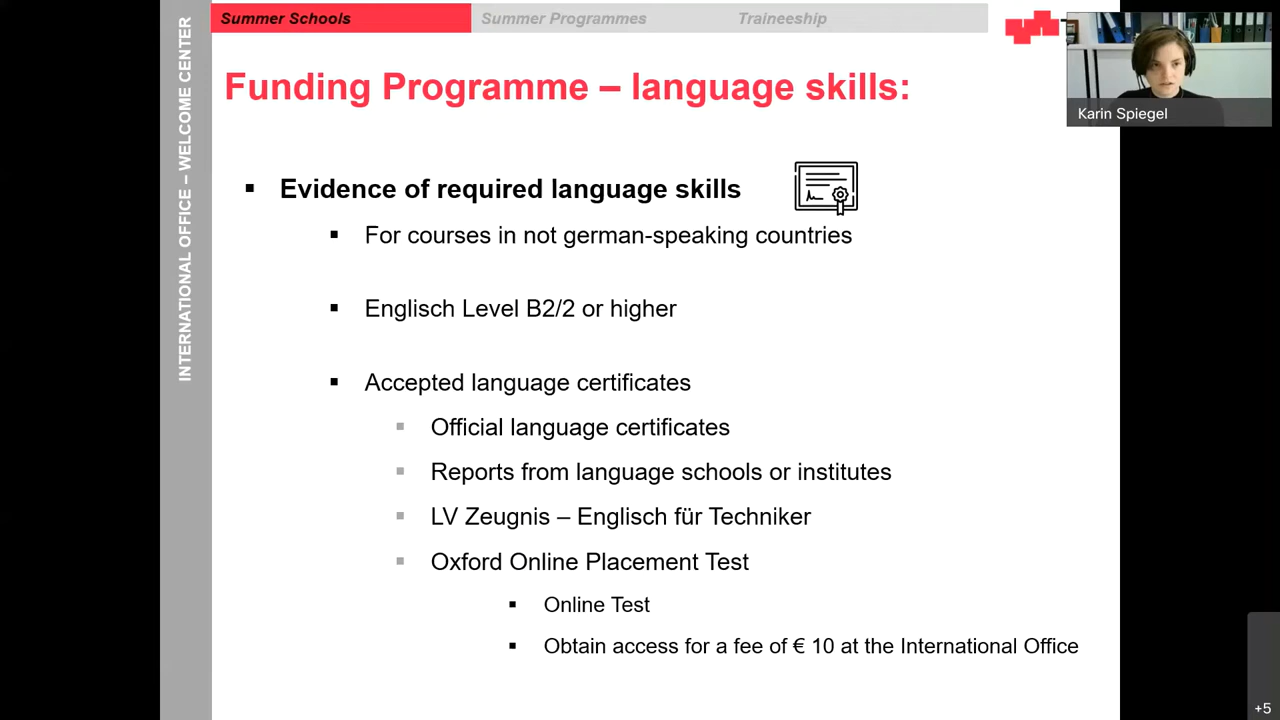 Summer Schools
Summer Programmes
Traineeship
INTERNATIONAL OFFICE – WELCOME CENTER
Funding Programme – language skills:
Karin Spiegel
▪ Evidence of required language skills
▪ For courses in not german-speaking countries
▪ Englisch Level B2/2 or higher
▪ Accepted language certificates
▪ Official language certificates
▪ Reports from language schools or institutes
▪ LV Zeugnis – Englisch für Techniker
▪ Oxford Online Placement Test
▪ Online Test
▪ Obtain access for a fee of € 10 at the International Office
+5